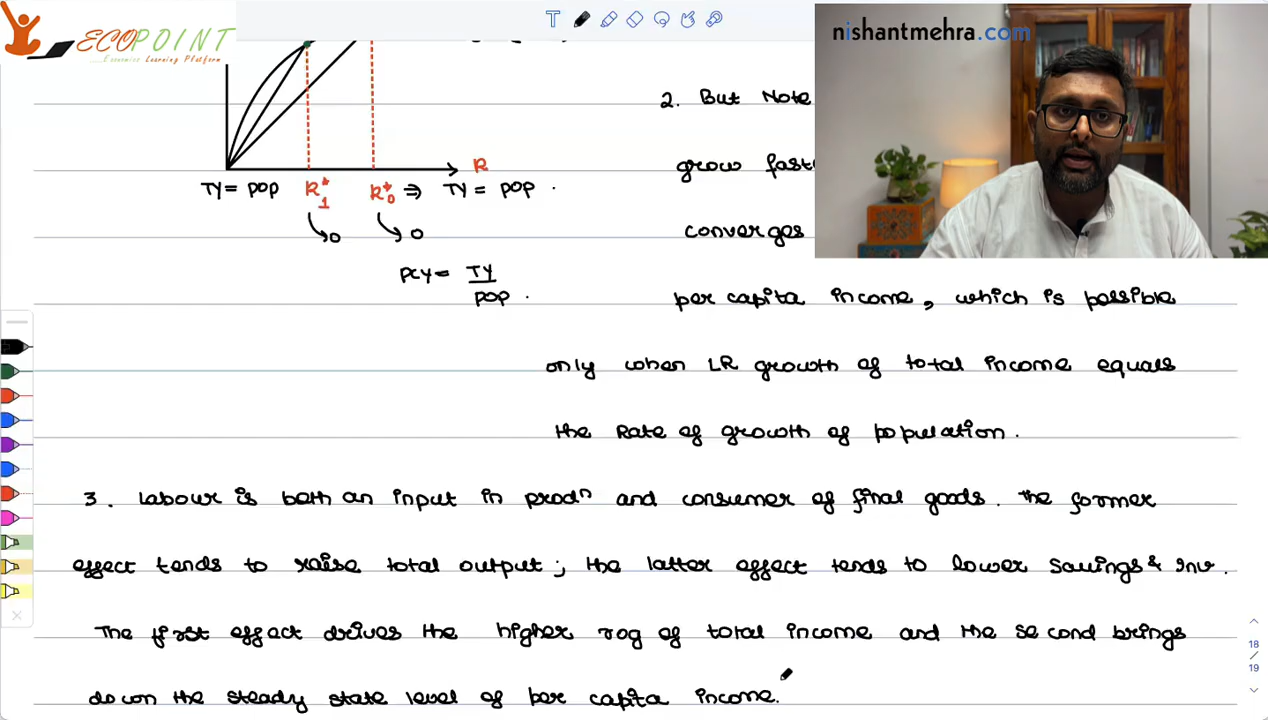 ECOPOINT
Economics Learning Platform
nishantmehra.com
2. But Note
grow fast
converges
per capita income, which is possible
only when LR growth of total income equals
the Rate of growth of population.
R
TY = POP R*1 R*0 ⇒ TY = POP .
0 0
PCY = TY
POP .
3. Labour is both an input in prodn and consumer of final goods. The former
effect tends to raise total output ; the latter effect tends to lower savings & Inv .
The first effect drives the higher rog of total income and the second brings
down the steady state level of per capita income.
18
19